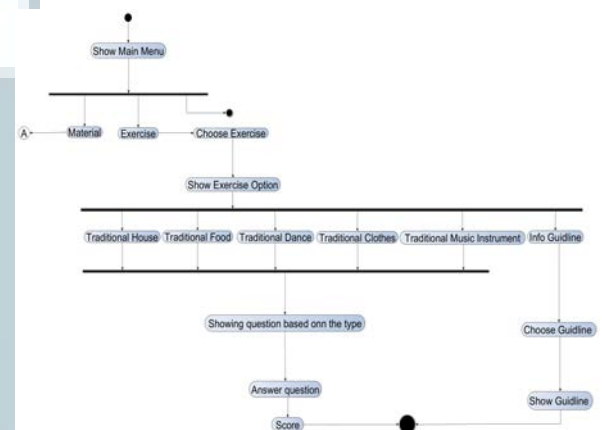 Show Main Menu
A
Material
Exercise
Choose Exercise
Show Exercise Option
Traditional House
Traditional Food
Traditional Dance
Traditional Clothes
Traditional Music Instrument
Info Guidline
Showing question based onn the type
Choose Guidline
Answer question
Show Guidline
Score